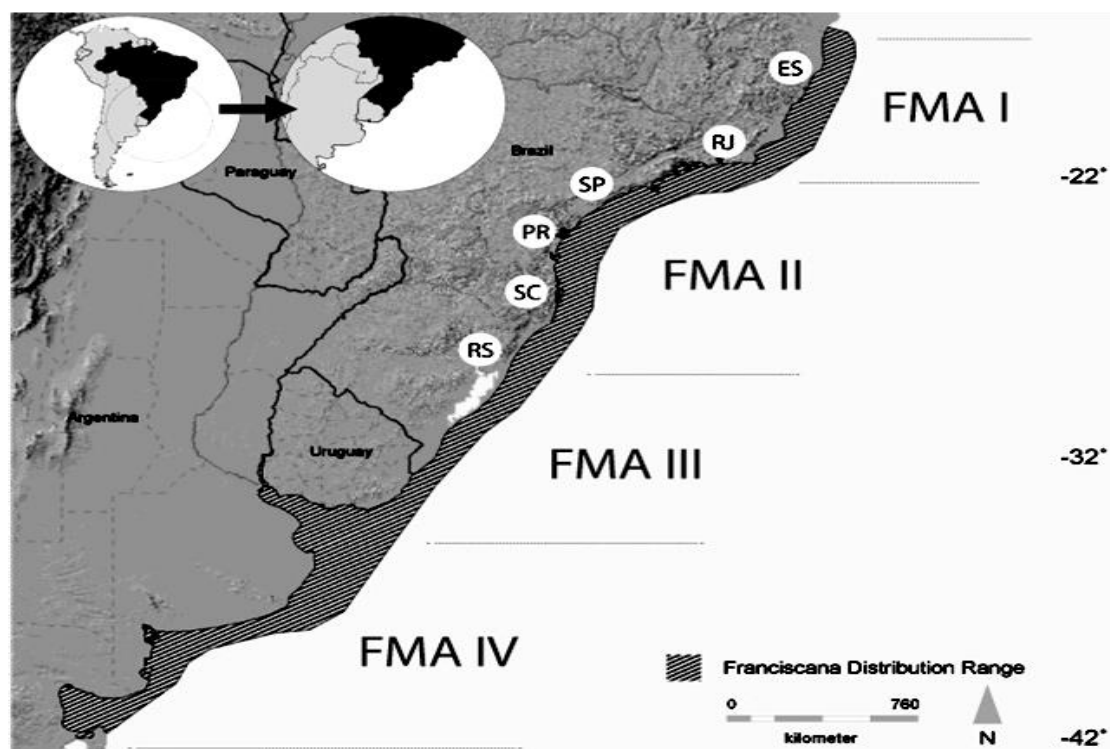 ES
FMA I
RJ
Brazil
Paraguay
-22°
SP
PR
FMA II
SC
RS
Argentina
Uruguay
FMA III
-32°
FMA IV
Franciscana Distribution Range
0 760
kilometer
N
-42°